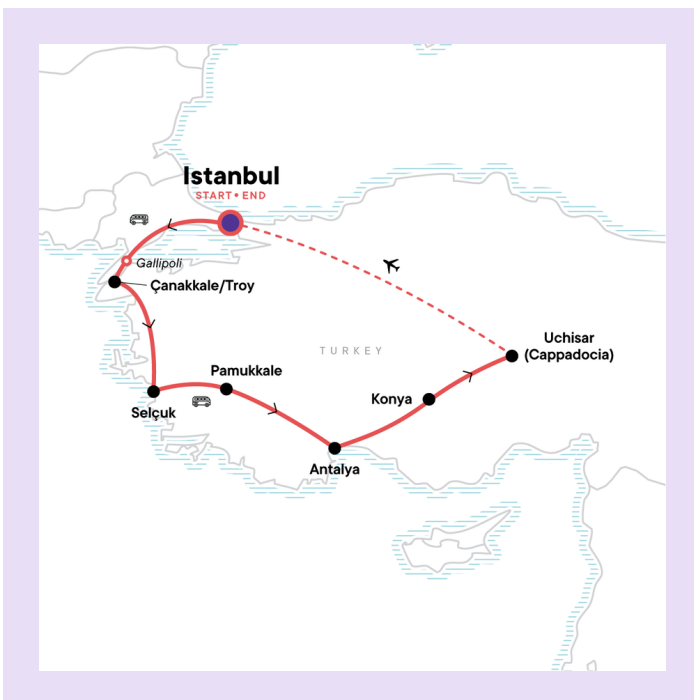 Istanbul
START • END
Gallipoli
Çanakkale/Troy
TURKEY
Uchisar
(Cappadocia)
Pamukkale
Konya
Selçuk
Antalya